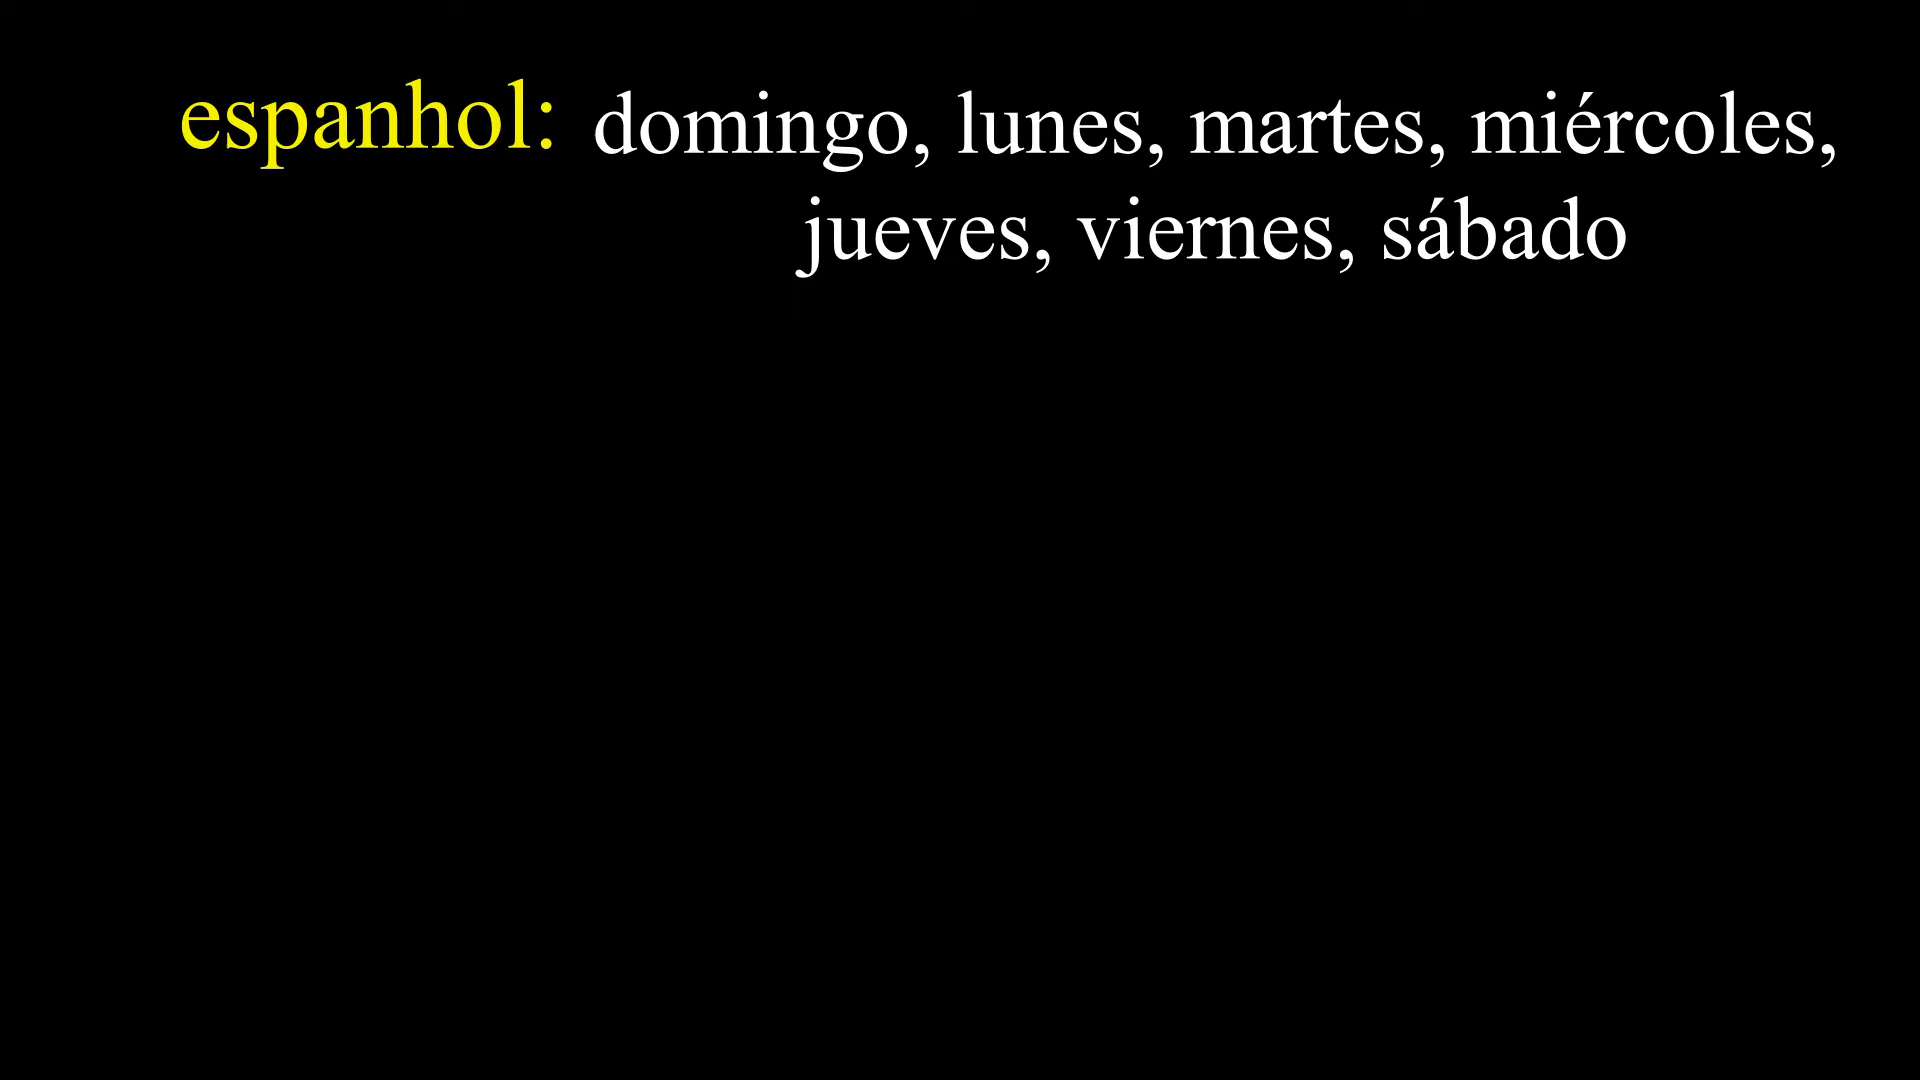 espanhol: domingo, lunes, martes, miércoles,
jueves, viernes, sábado